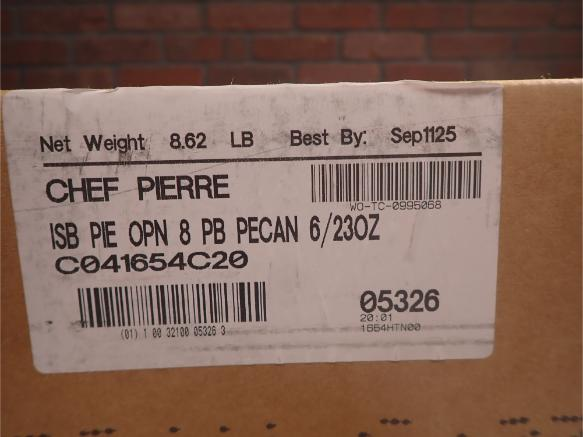 Net Weight 8.62 LB Best By: Sep1125
CHEF PIERRE
WO-TC-0995068
ISB PIE OPN 8 PB PECAN 6/23OZ
C041654C20
05326
20:01
1664HTN00
(01) 1 00 32100 05326 3